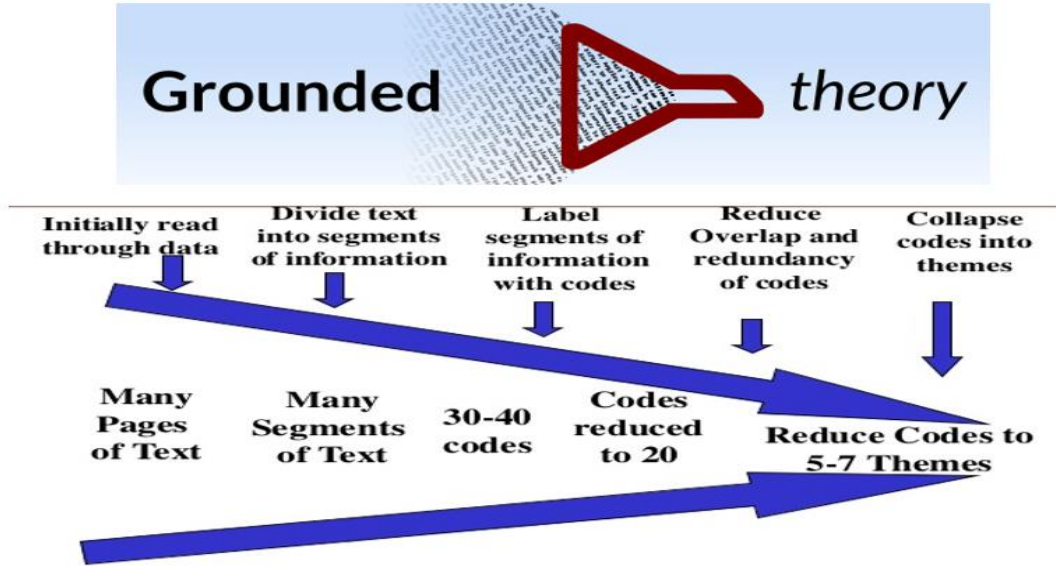 Grounded theory
Initially read
through data
Divide text
into segments
of information
Label
segments of
information
with codes
Reduce
Overlap and
redundancy
of codes
Collapse
codes into
themes
Many
Pages
of Text
Many
Segments
of Text
30-40
codes
Codes
reduced
to 20
Reduce Codes to
5-7 Themes